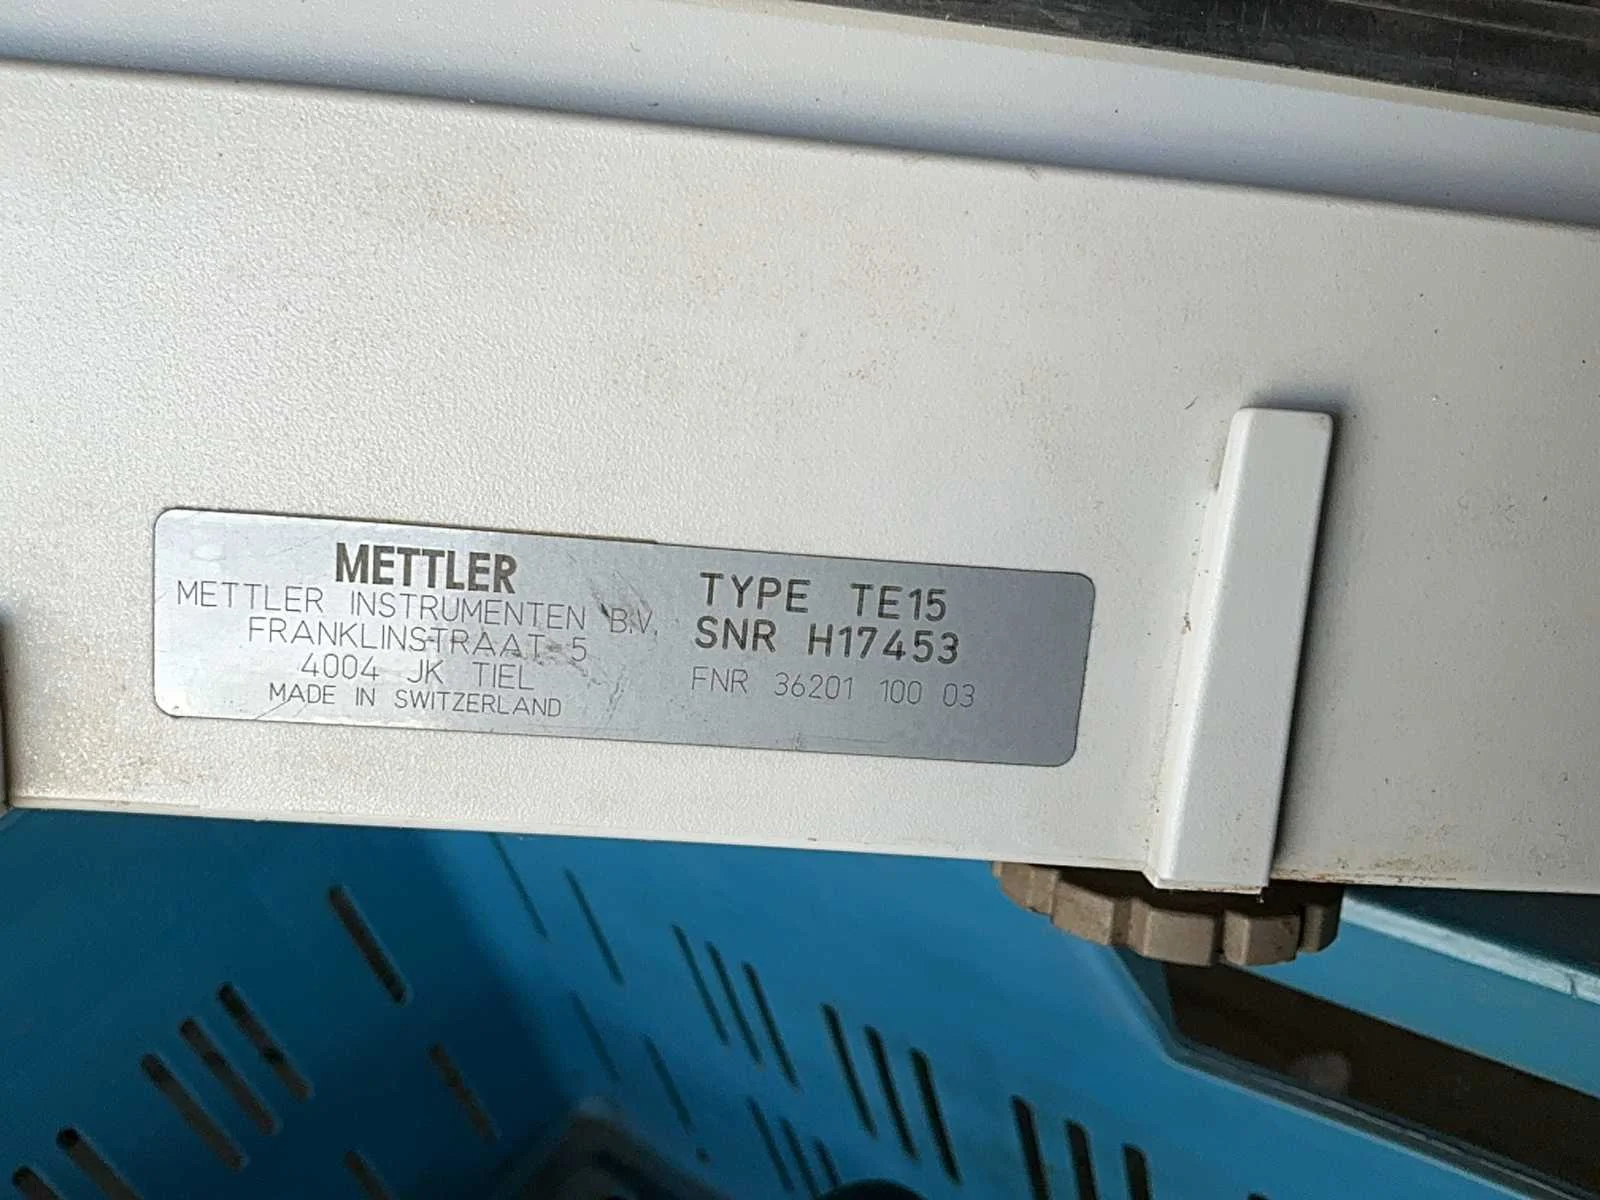 METTLER
METTLER INSTRUMENTEN B.V.
FRANKLINSTRAAT 5
4004 JK TIEL
MADE IN SWITZERLAND
TYPE TE15
SNR H17453
FNR 36201 100 03